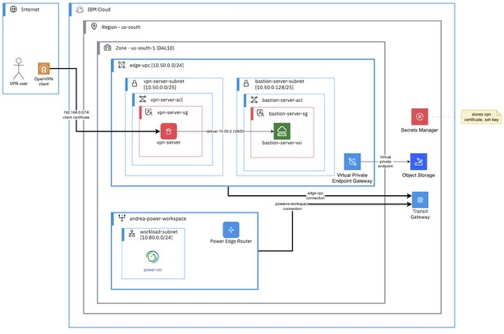 Internet
VPN user
OpenVPN
client
192.168.0.0/16
client certificate
IBM Cloud
Region - us-south
Zone - us-south-1 (DAL10)
edge-vpc [10.50.0.0/24]
vpn-server-subnet
[10.50.0.0/25]
vpn-server-acl
vpn-server-sg
vpn-server
deliver 10.50.0.128/25
bastion-server-subnet
[10.50.0.128/25]
bastion-server-acl
bastion-server-sg
bastion-server-vsi
Virtual Private
Endpoint Gateway
Virtual
private
endpoint
Secrets Manager
stores vpn
certificate, ssh key
Object Storage
edge-vpc
connection
powervs-workspace
connection
Transit
Gateway
andrea-power-workspace
workload-subnet
[10.80.0.0/24]
power-vsi
Power Edge Router